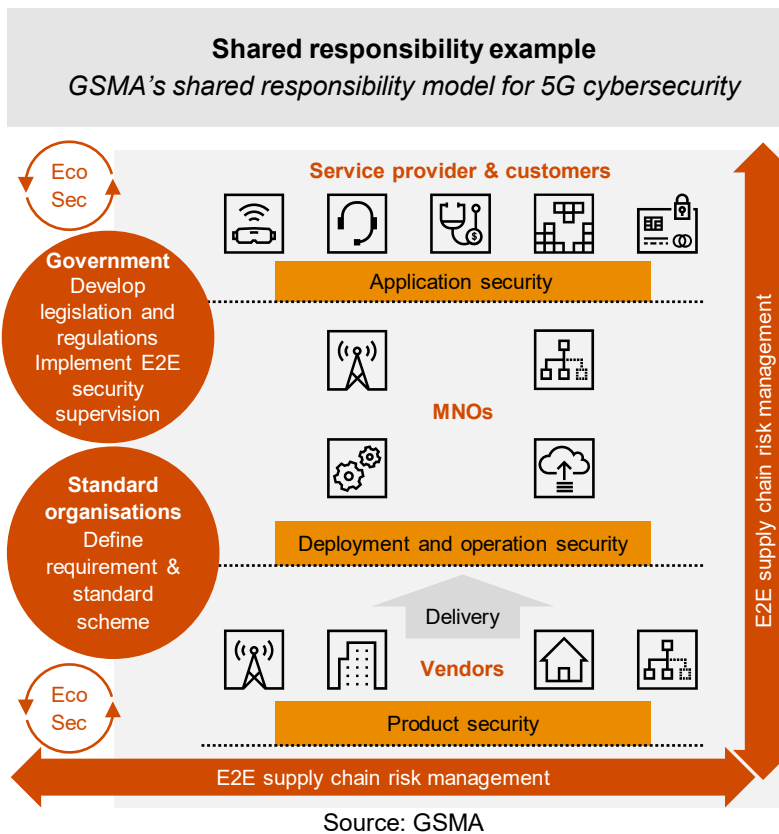 Shared responsibility example
GSMA's shared responsibility model for 5G cybersecurity
Eco
Sec
Service provider & customers
Application security
Government
Develop
legislation and
regulations
Implement E2E
security
supervision
MNOs
Deployment and operation security
Standard
organisations
Define
requirement &
standard
scheme
Delivery
Vendors
Product security
Eco
Sec
E2E supply chain risk management
E2E supply chain risk management
Source: GSMA